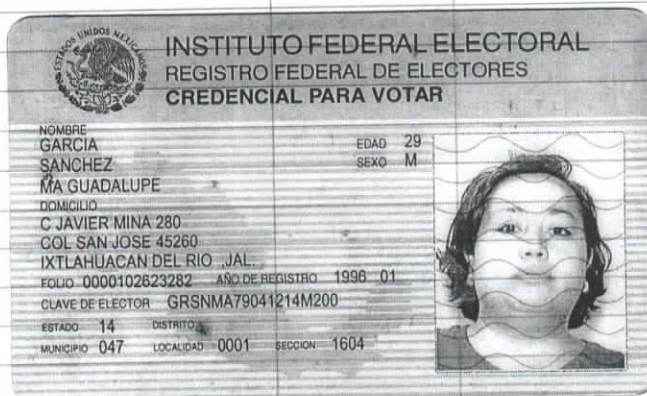 ESTADOS UNIDOS MEXICANOS
INSTITUTO FEDERAL ELECTORAL
REGISTRO FEDERAL DE ELECTORES
CREDENCIAL PARA VOTAR
NOMBRE
GARCIA
SANCHEZ
MA GUADALUPE
EDAD 29
SEXO M
DOMICILIO
C JAVIER MINA 280
COL SAN JOSE 45260
IXTLAHUACAN DEL RIO ,JAL.
FOLIO 0000102623282 AÑO DE REGISTRO 1996 01
CLAVE DE ELECTOR GRSNMA79041214M200
ESTADO 14 DISTRITO
MUNICIPIO 047 LOCALIDAD 0001 SECCION 1604